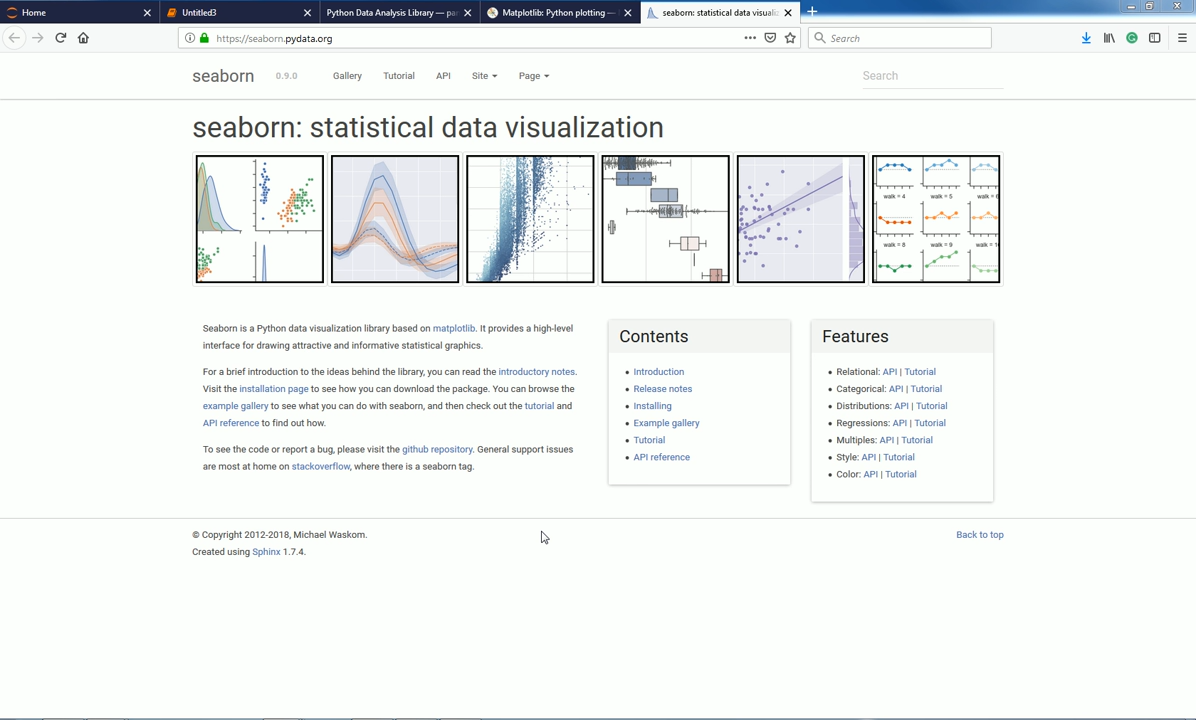 Home
Untitled3
Python Data Analysis Library — pa
Matplotlib: Python plotting —
seaborn: statistical data visuali
https://seaborn.pydata.org
Search
seaborn 0.9.0 Gallery Tutorial API Site Page Search
seaborn: statistical data visualization
walk = 4 walk = 5
walk = 8 walk = 9
Seaborn is a Python data visualization library based on matplotlib. It provides a high-level
interface for drawing attractive and informative statistical graphics.
For a brief introduction to the ideas behind the library, you can read the introductory notes.
Visit the installation page to see how you can download the package. You can browse the
example gallery to see what you can do with seaborn, and then check out the tutorial and
API reference to find out how.
To see the code or report a bug, please visit the github repository. General support issues
are most at home on stackoverflow, where there is a seaborn tag.
Contents
Introduction
Release notes
Installing
Example gallery
Tutorial
API reference
Features
Relational: API | Tutorial
Categorical: API | Tutorial
Distributions: API | Tutorial
Regressions: API | Tutorial
Multiples: API | Tutorial
Style: API | Tutorial
Color: API | Tutorial
© Copyright 2012-2018, Michael Waskom.
Created using Sphinx 1.7.4.
Back to top